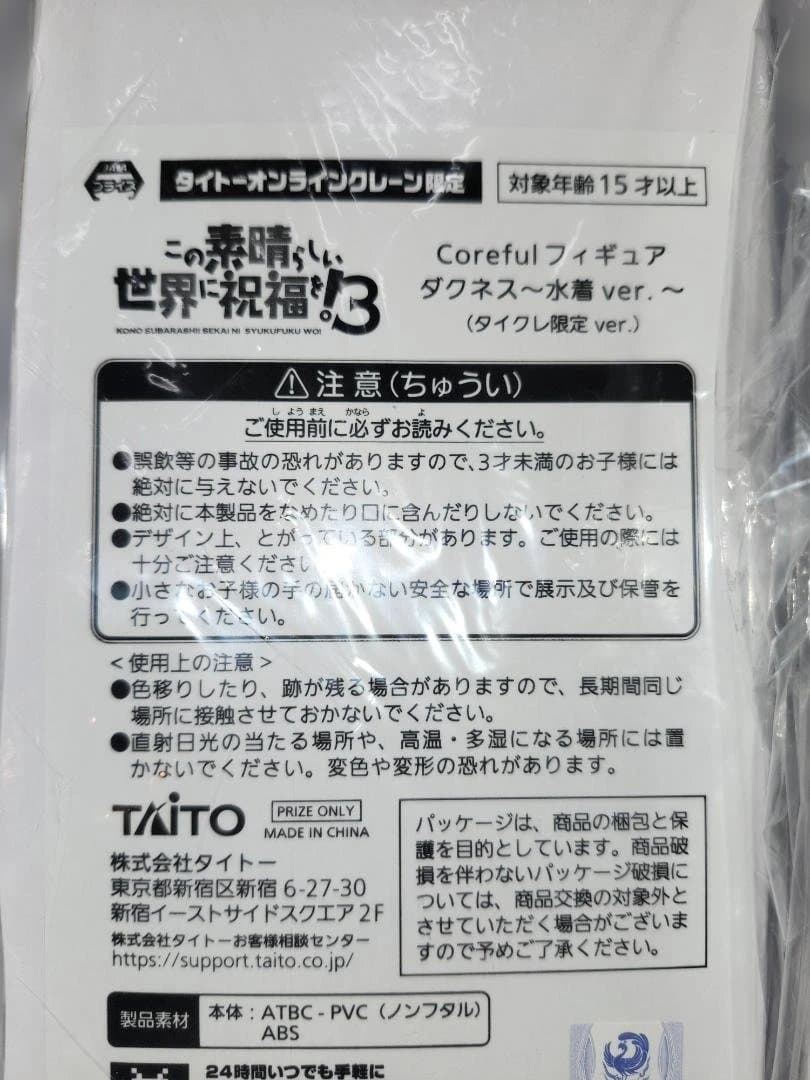 プライズ
タイトーオンラインクレーン限定
対象年齢15才以上
この素晴らしい
世界に祝福を!3
KONO SUBARASHII SEKAI NI SYUKUFUKU WO!
Corefulフィギュア
ダクネス～水着ver.～
(タイクレ限定ver.)
⚠注意(ちゅうい)
しようまえ かなら よ
ご使用前に必ずお読みください。
●誤飲等の事故の恐れがありますので、3才未満のお子様には
絶対に与えないでください。
●絶対に本製品をなめたり口に含んだりしないでください。
●デザイン上、とがっている部分があります。ご使用の際には
十分ご注意ください
●小さなお子様の手の届かない安全な場所で展示及び保管を
行ってください。
<使用上の注意>
●色移りしたり、跡が残る場合がありますので、長期間同じ
場所に接触させておかないでください。
●直射日光の当たる場所や、高温・多湿になる場所には置
かないでください。変色や変形の恐れがあります。
TAITO
PRIZE ONLY
MADE IN CHINA
株式会社タイトー
東京都新宿区新宿6-27-30
新宿イーストサイドスクエア2F
株式会社タイトーお客様相談センター
https://support.taito.co.jp/
パッケージは、商品の梱包と保
護を目的としています。商品破
損を伴わないパッケージ破損に
ついては、商品交換の対象外と
させていただく場合がございま
すので予めご了承ください。
製品素材
本体:ATBC-PVC(ノンフタル)
ABS
24時間いつでも手軽に